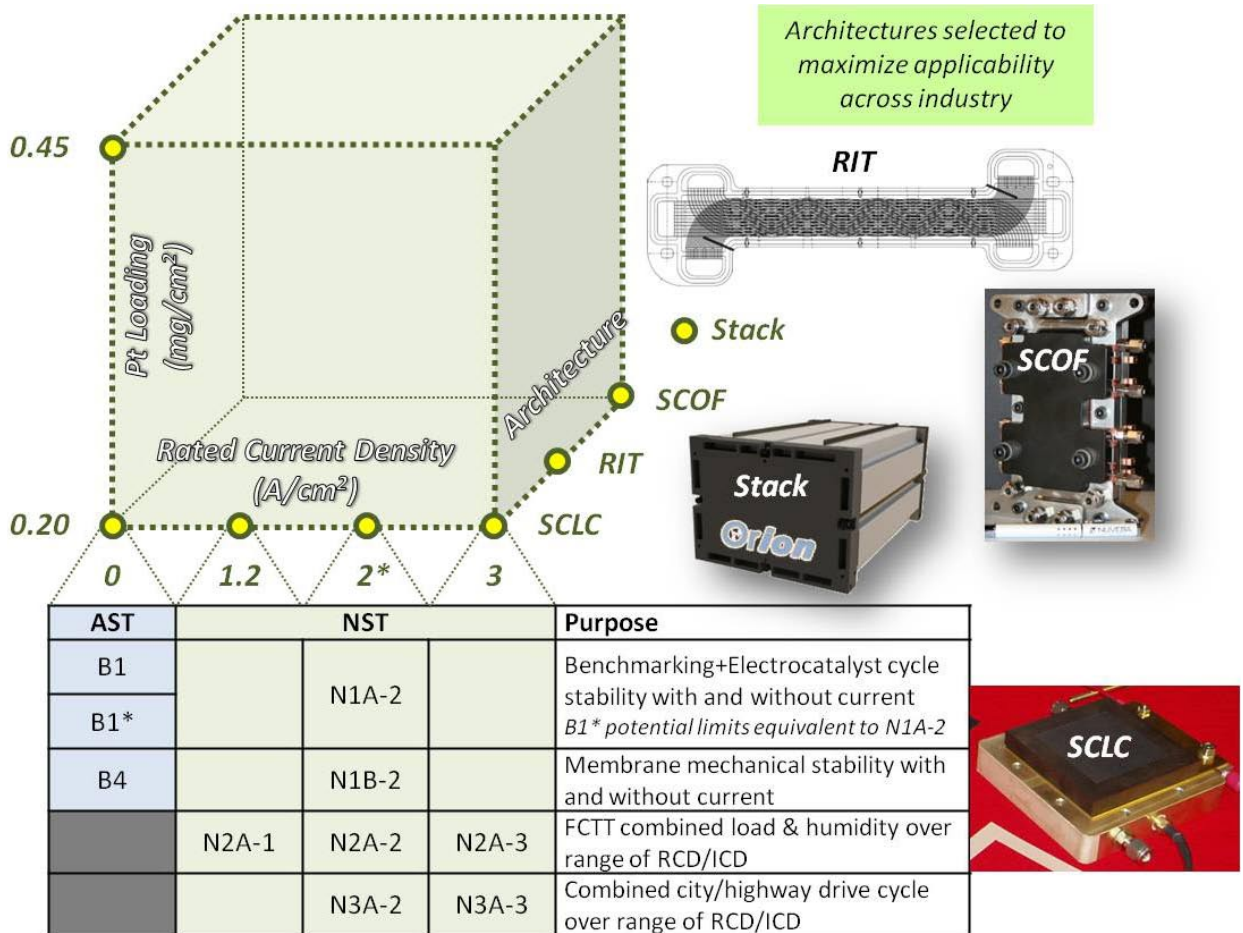 Architectures selected to
maximize applicability
across industry
0.45
RIT
Pt Loading
(mg/cm²)
Architecture
Stack
SCOF
SCOF
Rated Current Density
(A/cm²)
RIT
Stack
Orion
NUVERA
0.20
SCLC
0 1.2 2* 3
AST NST Purpose
B1 N1A-2 Benchmarking+Electrocatalyst cycle
stability with and without current
B1* B1* potential limits equivalent to N1A-2
B4 N1B-2 Membrane mechanical stability with
and without current
SCLC
N2A-1 N2A-2 N2A-3 FCTT combined load & humidity over
range of RCD/ICD
N3A-2 N3A-3 Combined city/highway drive cycle
over range of RCD/ICD